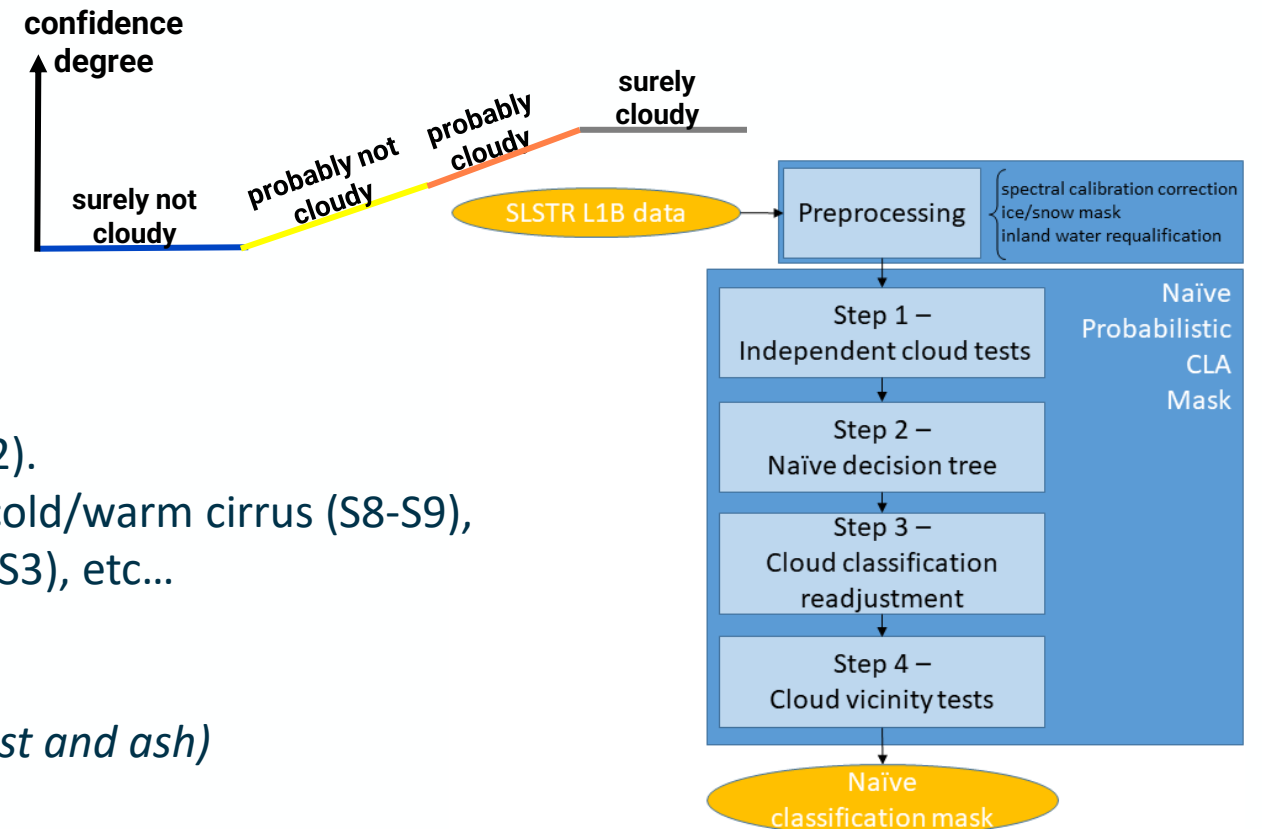 confidence
degree
surely not
cloudy
probably not
cloudy
probably
cloudy
surely
cloudy
SLSTR L1B data
Preprocessing
spectral calibration correction
ice/snow mask
inland water requalification
Naïve
Probabilistic
CLA
Mask
Step 1 –
Independent cloud tests
Step 2 –
Naïve decision tree
Step 3 –
Cloud classification
readjustment
Step 4 –
Cloud vicinity tests
Naïve
classification mask
2).
cold/warm cirrus (S8-S9),
S3), etc…
st and ash)